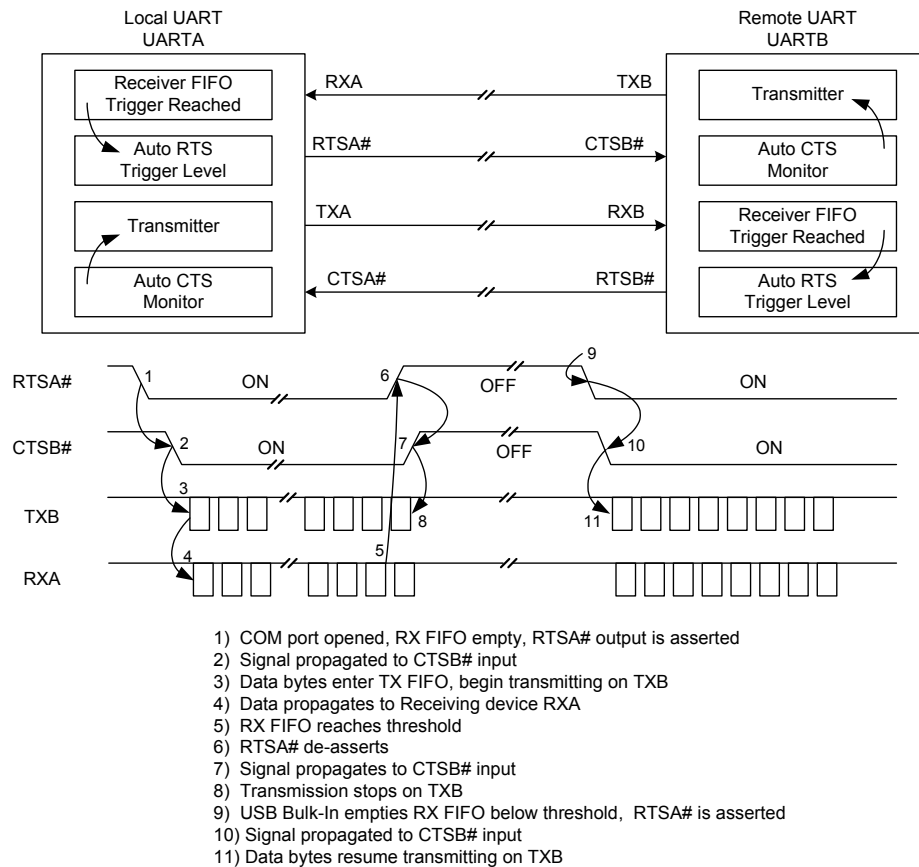 Local UART
UARTA
Remote UART
UARTB
Receiver FIFO
Trigger Reached
Auto RTS
Trigger Level
Transmitter
Auto CTS
Monitor
RXA
TXB
RTSA#
CTSB#
TXA
RXB
CTSA#
RTSB#
Transmitter
Auto CTS
Monitor
Receiver FIFO
Trigger Reached
Auto RTS
Trigger Level
RTSA#
1
ON
6
OFF
9
ON
CTSB#
2
ON
7
OFF
10
ON
TXB
3
8
11
RXA
4
5
1) COM port opened, RX FIFO empty, RTSA# output is asserted
2) Signal propagated to CTSB# input
3) Data bytes enter TX FIFO, begin transmitting on TXB
4) Data propagates to Receiving device RXA
5) RX FIFO reaches threshold
6) RTSA# de-asserts
7) Signal propagates to CTSB# input
8) Transmission stops on TXB
9) USB Bulk-In empties RX FIFO below threshold, RTSA# is asserted
10) Signal propagated to CTSB# input
11) Data bytes resume transmitting on TXB